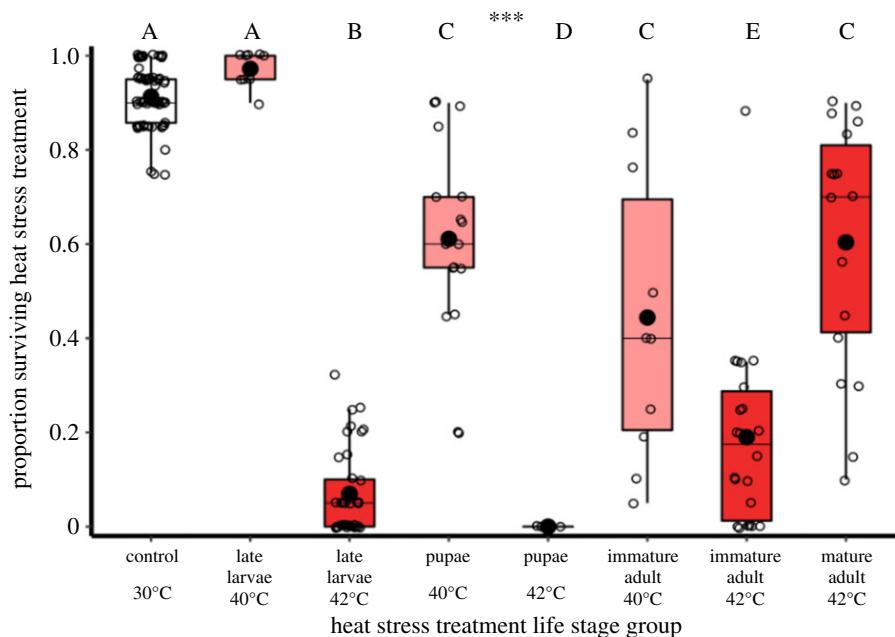 ***
A A B C D C E C
1.0
0.8
0.6
0.4
0.2
0
proportion surviving heat stress treatment
control
30°C
late
larvae
40°C
late
larvae
42°C
pupae
40°C
pupae
42°C
immature
adult
40°C
immature
adult
42°C
mature
adult
42°C
heat stress treatment life stage group